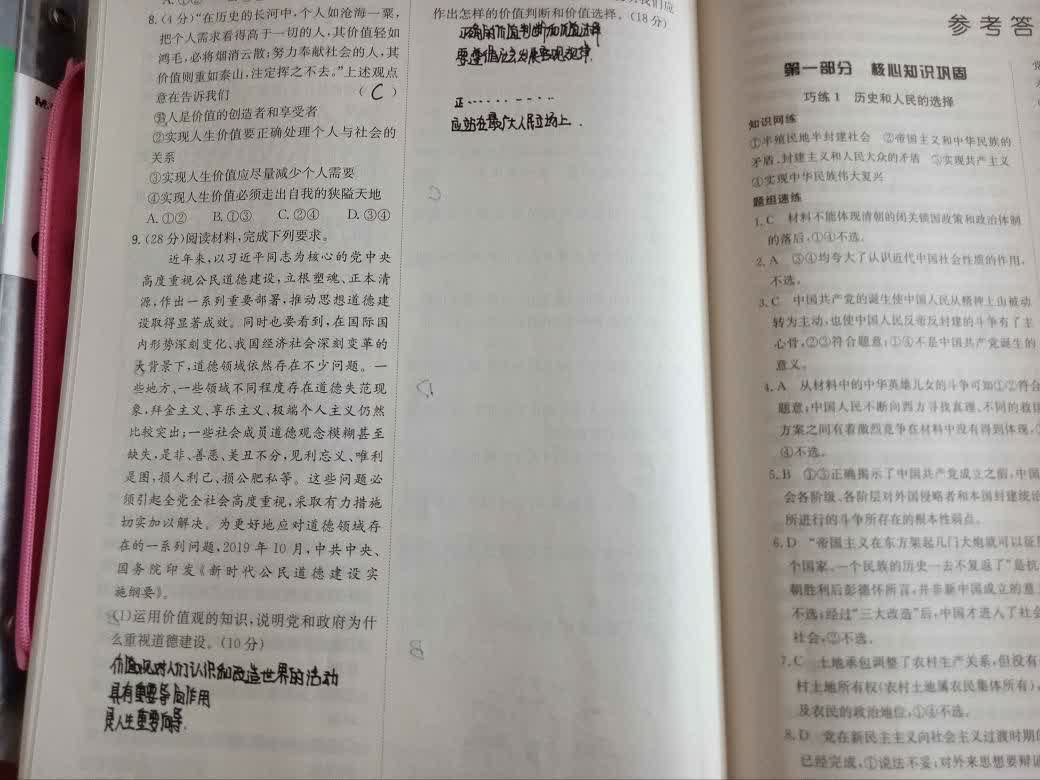 8.(4分)“在历史的长河中,个人如沧海一粟,
把个人需求看得高于一切的人,其价值轻如
鸿毛,必将烟消云散;努力奉献社会的人,其
价值则重如泰山,注定挥之不去。”上述观点
意在告诉我们 ( C )
①人是价值的创造者和享受者
②实现人生价值要正确处理个人与社会的
关系
③实现人生价值应尽量减少个人需要
④实现人生价值必须走出自我的狭隘天地
A.①② B.①③ C.②④ D.③④
9.(28分)阅读材料,完成下列要求。
近年来,以习近平同志为核心的党中央
高度重视公民道德建设,立根塑魂、正本清
源,作出一系列重要部署,推动思想道德建
设取得显著成效。同时也要看到,在国际国
内形势深刻变化、我国经济社会深刻变革的
大背景下,道德领域依然存在不少问题。一
些地方、一些领域不同程度存在道德失范现
象,拜金主义、享乐主义、极端个人主义仍然
比较突出;一些社会成员道德观念模糊甚至
缺失,是非、善恶、美丑不分,见利忘义、唯利
是图,损人利己、损公肥私等。这些问题必
须引起全党全社会高度重视,采取有力措施
切实加以解决。为更好地应对道德领域存
在的一系列问题,2019年10月,中共中央、
国务院印发《新时代公民道德建设实
施纲要》。
(1)运用价值观的知识,说明党和政府为什
么重视道德建设。(10分)
价值观对人们认识和改造世界的活动
具有重要导向作用
是人生重要向导.
作出怎样的价值判断和价值选择。(18分)
正确的价值判断和价值选择
要遵循社会发展客观规律.
正
应站在最广大人民立场上.
参考答
第一部分 核心知识巩固
巧练1 历史和人民的选择
知识网络
①半殖民地半封建社会 ②帝国主义和中华民族的
矛盾、封建主义和人民大众的矛盾 ③实现共产主义
④实现中华民族伟大复兴
题组速练
1.C 材料不能体现清朝的闭关锁国政策和政治体制
的落后,①④不选。
2.A ③④均夸大了认识近代中国社会性质的作用,
不选。
3.C 中国共产党的诞生使中国人民从精神上由被动
转为主动,也使中国人民反帝反封建的斗争有了主
心骨,②③符合题意;①④不是中国共产党诞生的
意义。
4.A 从材料中的中华英雄儿女的斗争可知①②符合
题意;中国人民不断向西方寻找真理、不同的救国
方案之间有着激烈竞争在材料中没有得到体现,③
④不选。
5.B ①③正确揭示了中国共产党成立之前,中国
会各阶级、各阶层对外国侵略者和本国封建统治
所进行的斗争所存在的根本性弱点。
6.D “帝国主义在东方架起几门大炮就可以征服
个国家、一个民族的历史一去不复返了”是抗
朝胜利后彭德怀所言,并非新中国成立的意
不选;经过“三大改造”后,中国才进入了社会
社会,②不选。
7.C 土地承包调整了农村生产关系,但没有
村土地所有权(农村土地属农民集体所有)
及农民的政治地位,①④不选。
8.D 党在新民主主义向社会主义过渡时期
已经完成,①说法不妥;对外来思想要辩